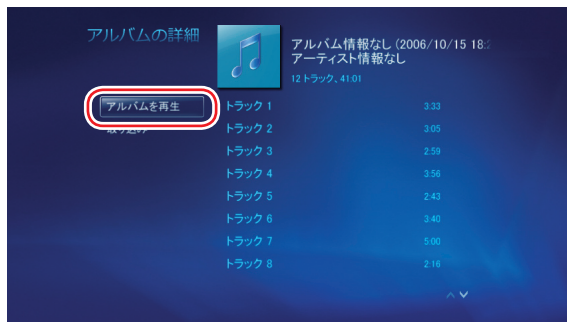 アルバムの詳細
アルバム情報なし (2006/10/15 18:2
アーティスト情報なし
12 トラック、41:01
アルバムを再生
取り込み
トラック 1 3:33
トラック 2 3:05
トラック 3 2:59
トラック 4 3:56
トラック 5 2:43
トラック 6 3:40
トラック 7 5:00
トラック 8 2:16